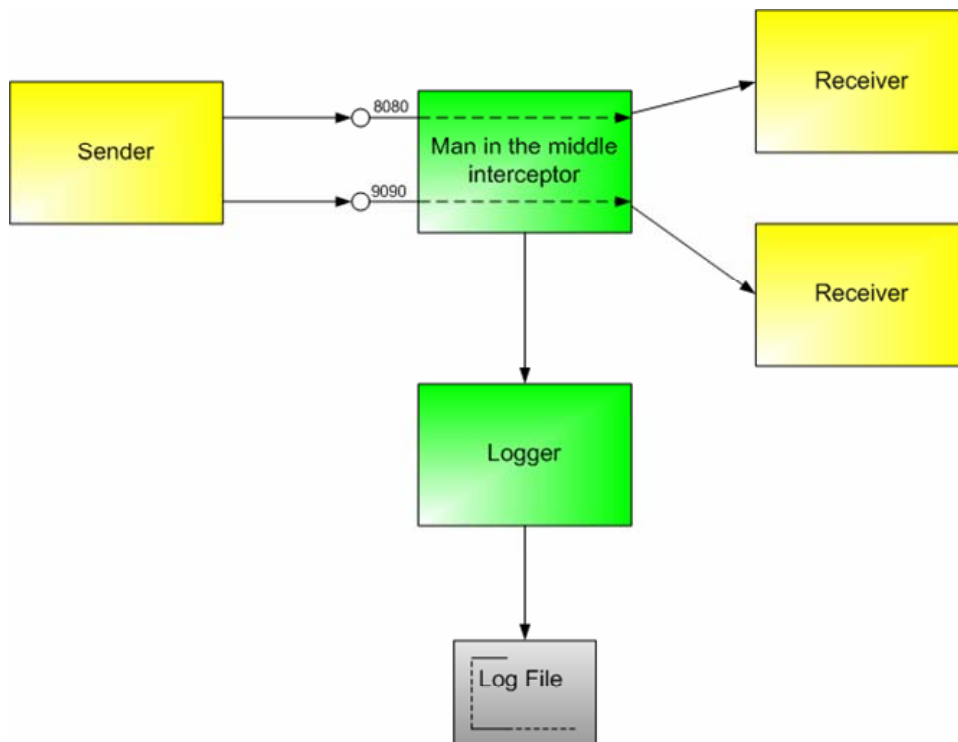 Sender
8080
9090
Man in the middle
interceptor
Receiver
Receiver
Logger
Log File